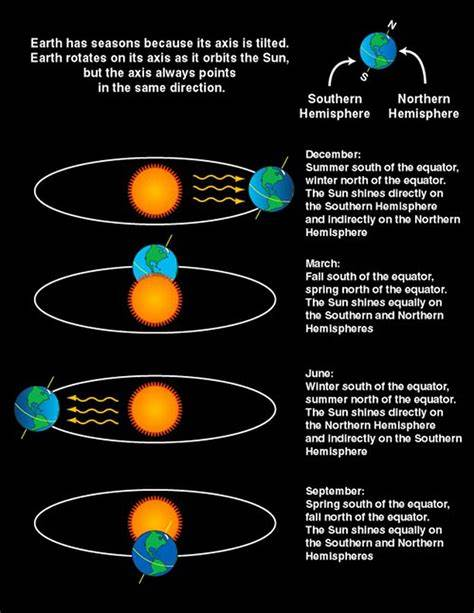 Earth has seasons because its axis is tilted.
Earth rotates on its axis as it orbits the Sun,
but the axis always points
in the same direction.
N
S
Southern
Hemisphere
Northern
Hemisphere
December:
Summer south of the equator,
winter north of the equator.
The Sun shines directly on
the Southern Hemisphere
and indirectly on the Northern
Hemisphere
March:
Fall south of the equator,
spring north of the equator.
The Sun shines equally on
the Southern and Northern
Hemispheres
June:
Winter south of the equator,
summer north of the equator.
The Sun shines directly on
the Northern Hemisphere
and indirectly on the Southern
Hemisphere
September:
Spring south of the equator,
fall north of the equator.
The Sun shines equally on
the Southern and Northern
Hemispheres